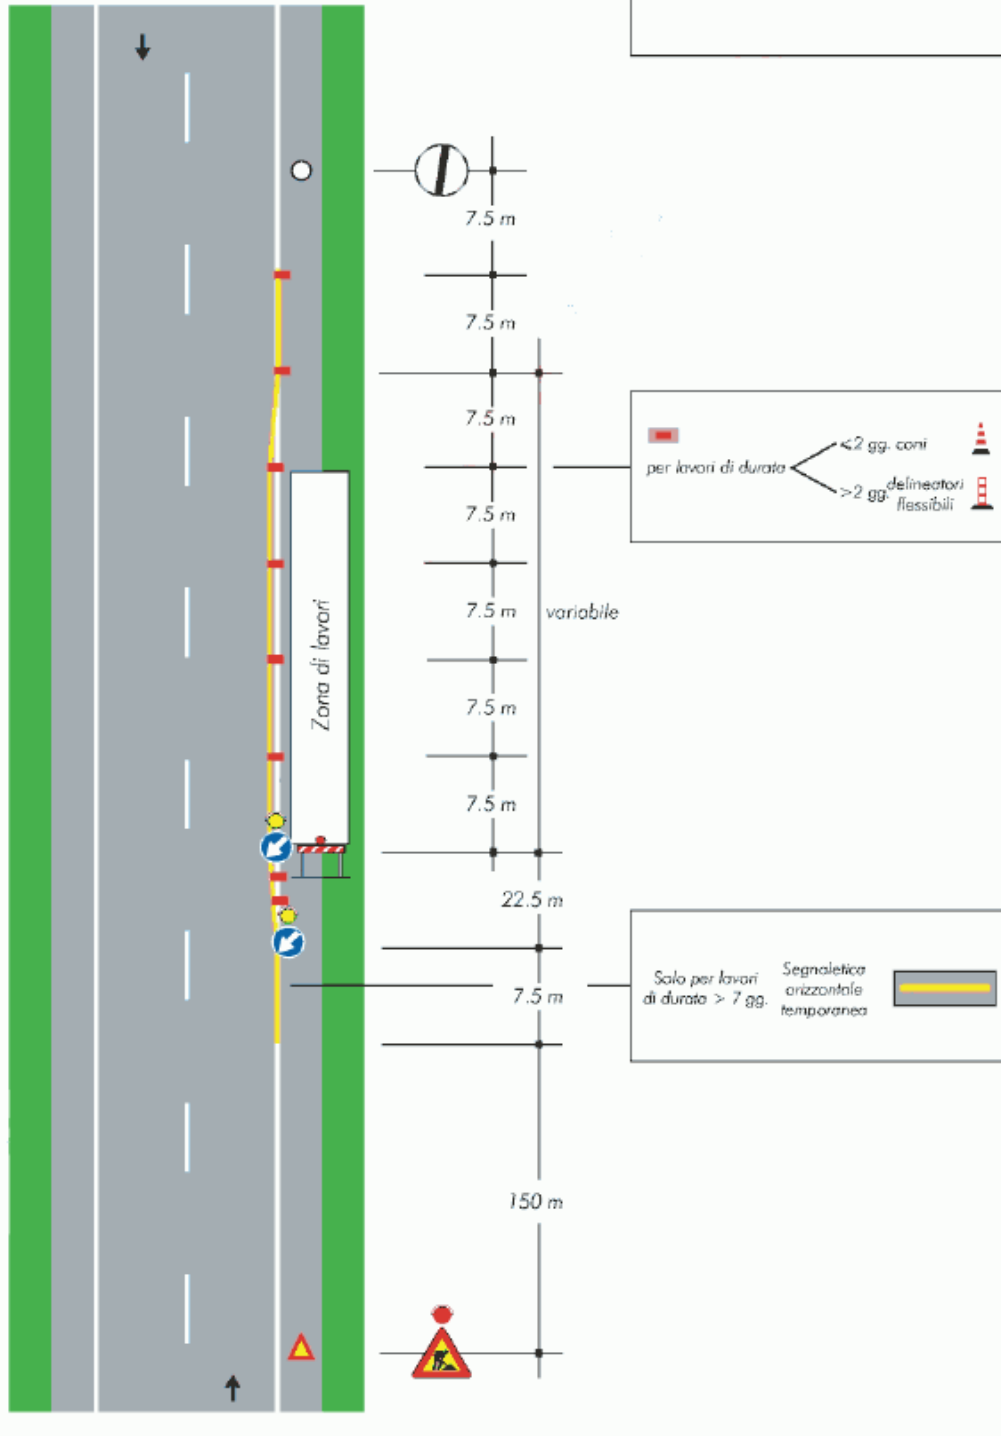 7.5 m
7.5 m
7.5 m
7.5 m
7.5 m
7.5 m
7.5 m
variabile
22.5 m
7.5 m
150 m
Zona di lavori
per lavori di durata
<2 gg. coni
>2 gg. delineatori
flessibili
Solo per lavori
di durata > 7 gg.
Segnaletica
orizzontale
temporanea